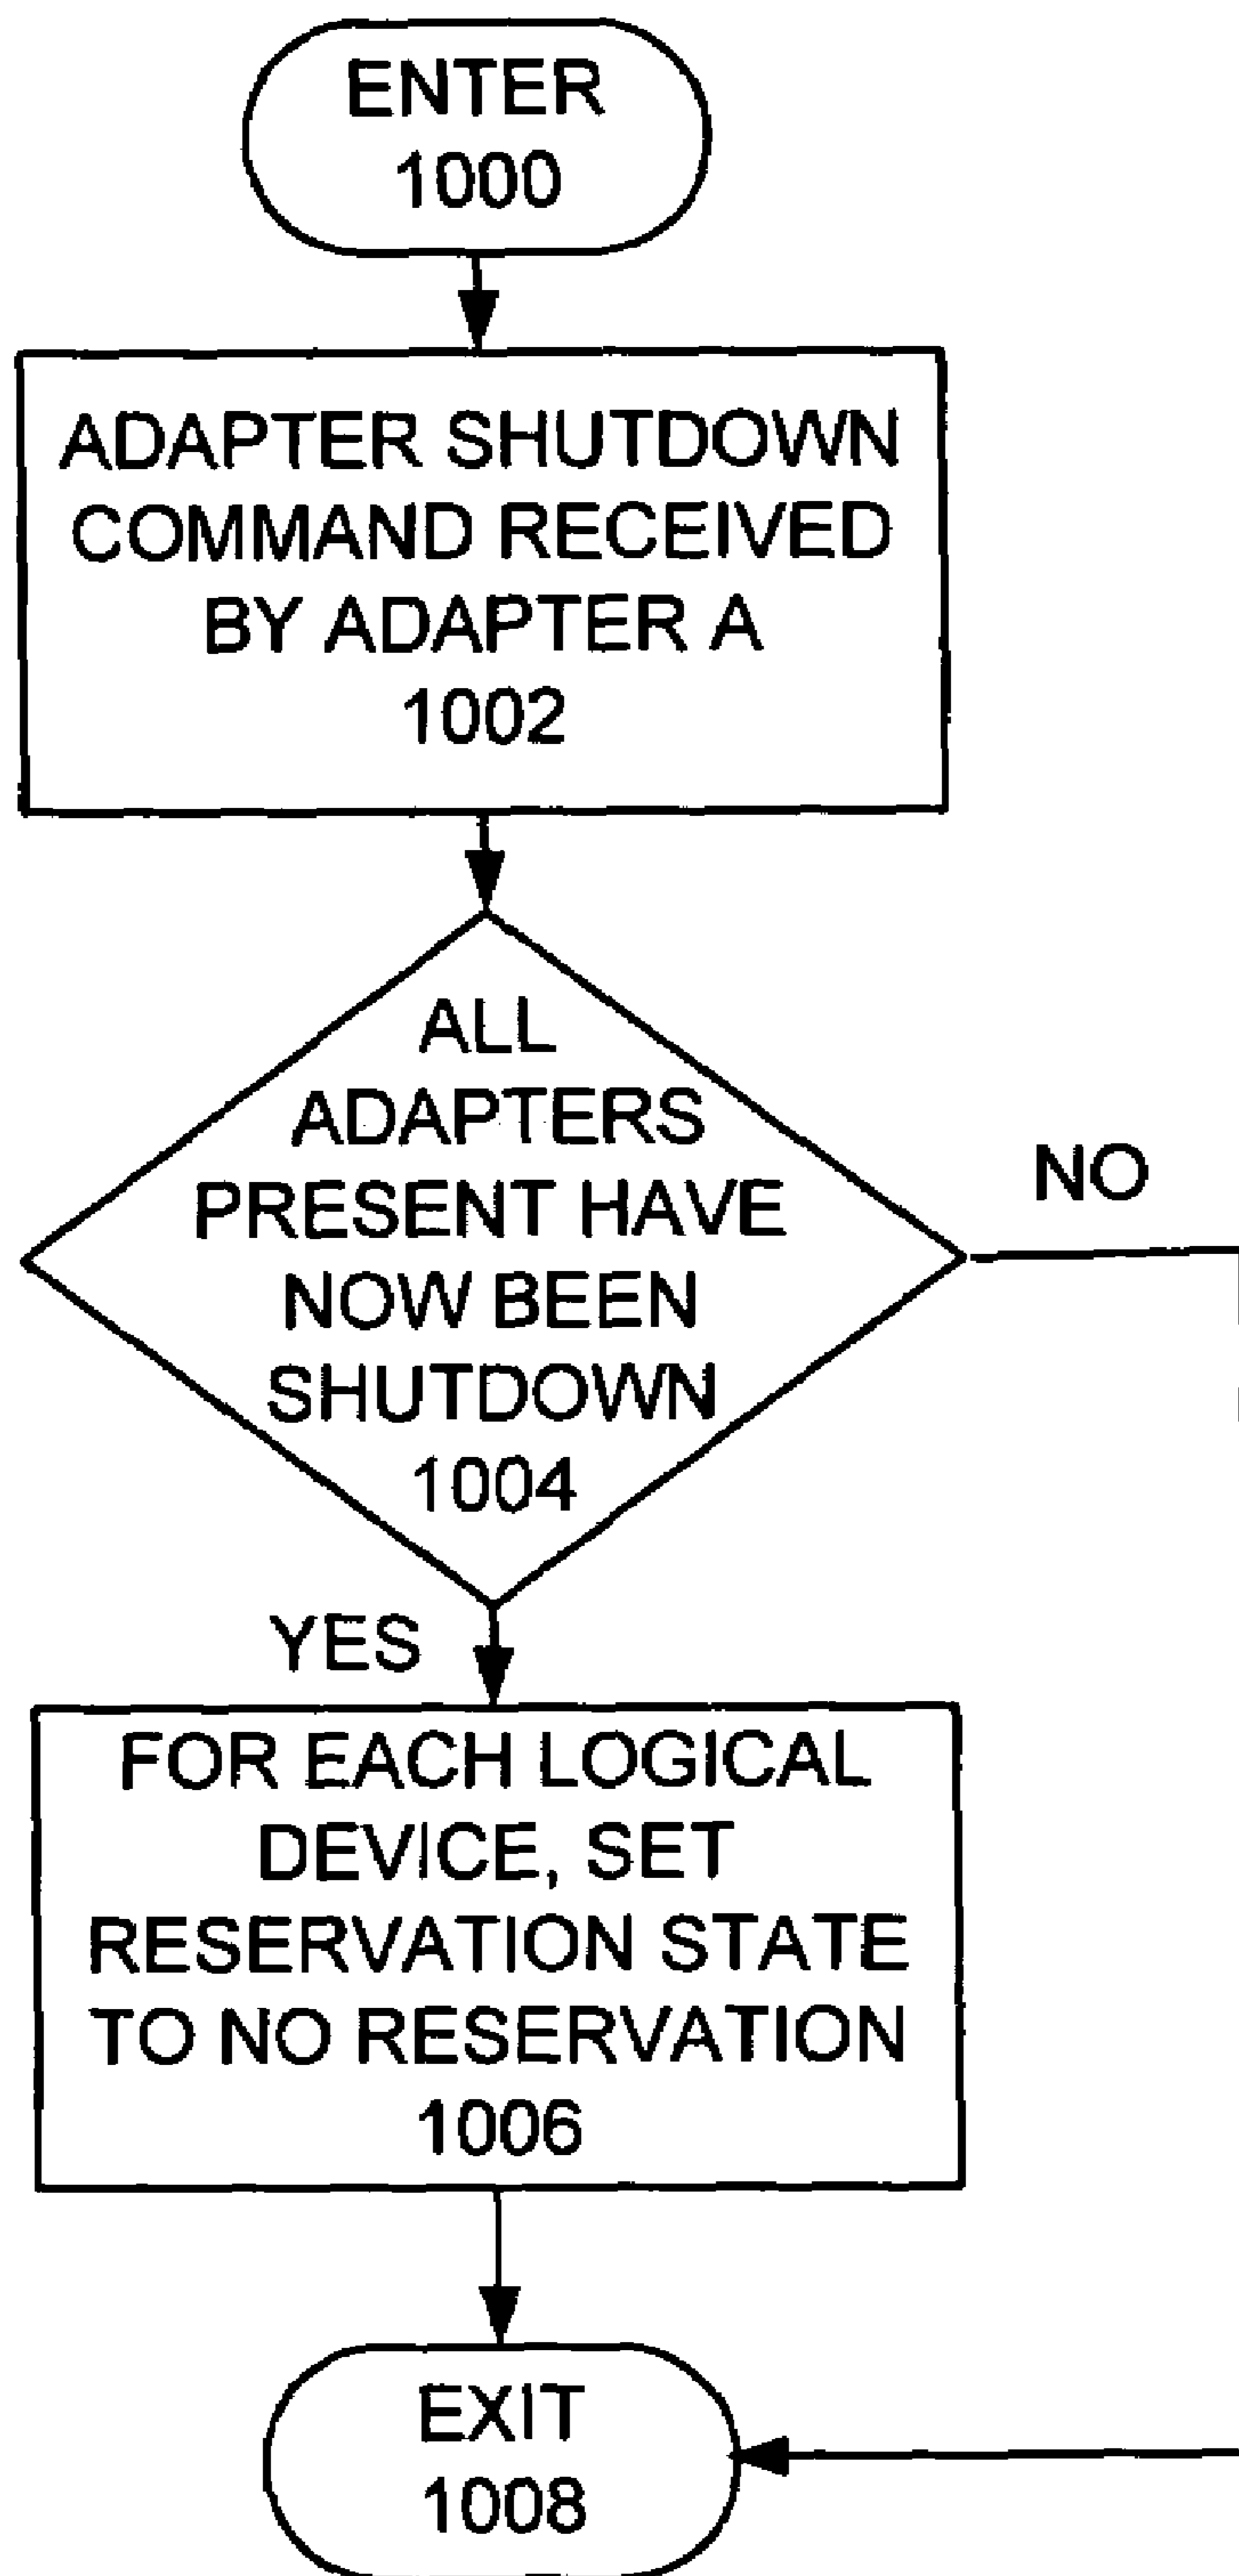 ENTER
1000
ADAPTER SHUTDOWN
COMMAND RECEIVED
BY ADAPTER A
1002
ALL
ADAPTERS
PRESENT HAVE
NOW BEEN
SHUTDOWN
1004
NO
YES
FOR EACH LOGICAL
DEVICE, SET
RESERVATION STATE
TO NO RESERVATION
1006
EXIT
1008